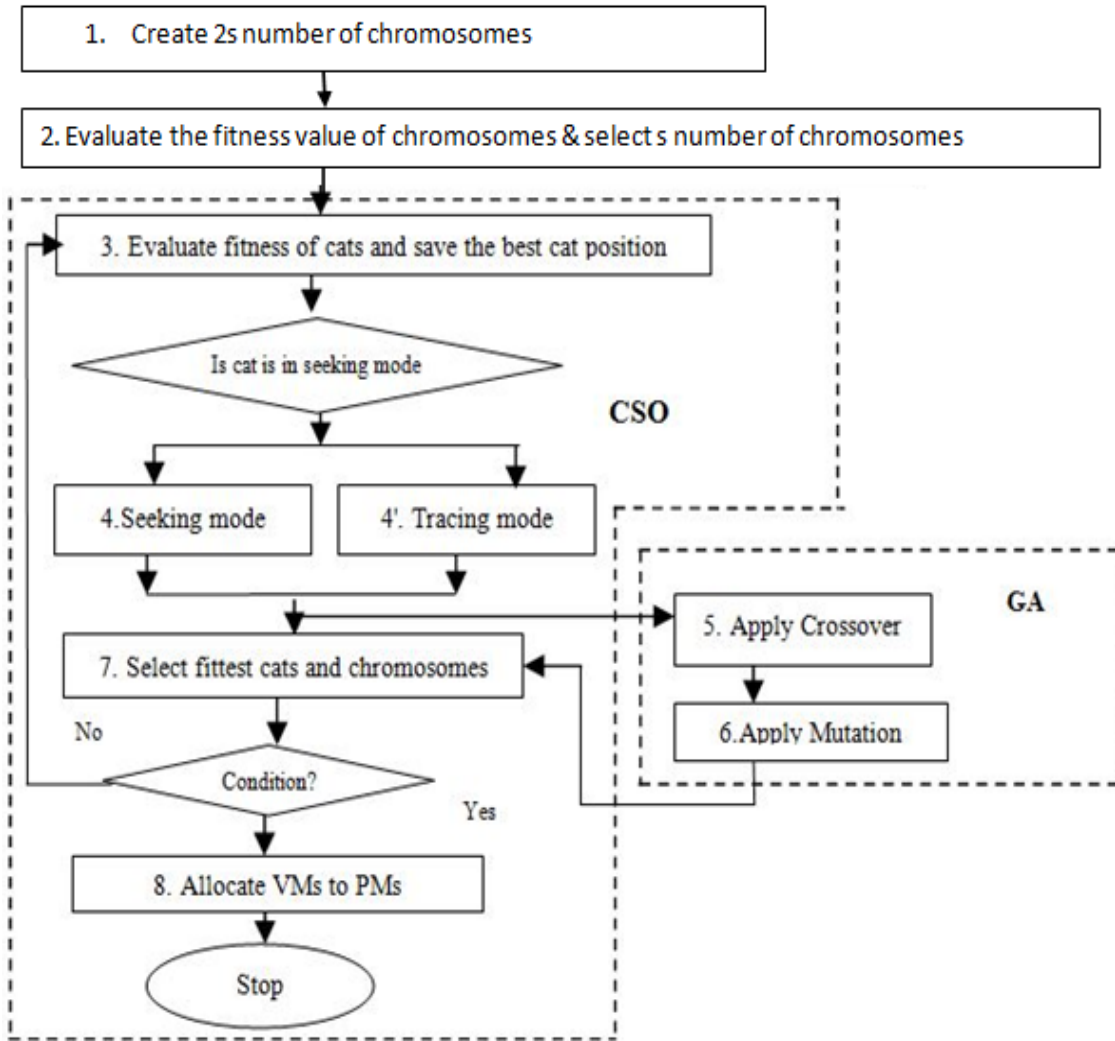 1. Create 2s number of chromosomes
2. Evaluate the fitness value of chromosomes & select s number of chromosomes
3. Evaluate fitness of cats and save the best cat position
Is cat is in seeking mode
CSO
4.Seeking mode
4'. Tracing mode
GA
5. Apply Crossover
7. Select fittest cats and chromosomes
6.Apply Mutation
No
Condition?
Yes
8. Allocate VMs to PMs
Stop